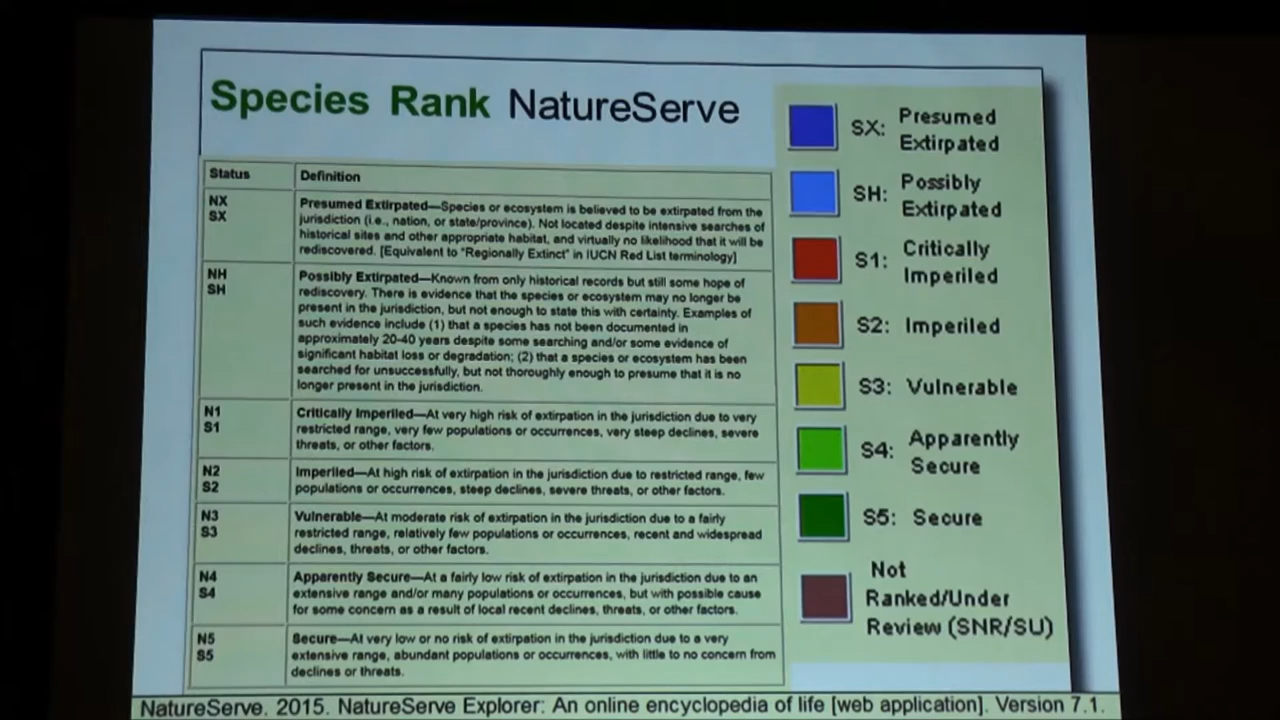 Species Rank NatureServe
Status Definition
NX
SX
Presumed Extirpated—Species or ecosystem is believed to be extirpated from the
jurisdiction (i.e., nation, or state/province). Not located despite intensive searches of
historical sites and other appropriate habitat, and virtually no likelihood that it will be
rediscovered. [Equivalent to "Regionally Extinct" in IUCN Red List terminology]
NH
SH
Possibly Extirpated—Known from only historical records but still some hope of
rediscovery. There is evidence that the species or ecosystem may no longer be
present in the jurisdiction, but not enough to state this with certainty. Examples of
such evidence include (1) that a species has not been documented in
approximately 20-40 years despite some searching and/or some evidence of
significant habitat loss or degradation; (2) that a species or ecosystem has been
searched for unsuccessfully, but not thoroughly enough to presume that it is no
longer present in the jurisdiction.
N1
S1
Critically Imperiled—At very high risk of extirpation in the jurisdiction due to very
restricted range, very few populations or occurrences, very steep declines, severe
threats, or other factors.
N2
S2
Imperiled—At high risk of extirpation in the jurisdiction due to restricted range, few
populations or occurrences, steep declines, severe threats, or other factors.
N3
S3
Vulnerable—At moderate risk of extirpation in the jurisdiction due to a fairly
restricted range, relatively few populations or occurrences, recent and widespread
declines, threats, or other factors.
N4
S4
Apparently Secure—At a fairly low risk of extirpation in the jurisdiction due to an
extensive range and/or many populations or occurrences, but with possible cause
for some concern as a result of local recent declines, threats, or other factors.
N5
S5
Secure—At very low or no risk of extirpation in the jurisdiction due to a very
extensive range, abundant populations or occurrences, with little to no concern from
declines or threats.
SX: Presumed
Extirpated
SH: Possibly
Extirpated
S1: Critically
Imperiled
S2: Imperiled
S3: Vulnerable
S4: Apparently
Secure
S5: Secure
Not
Ranked/Under
Review (SNR/SU)
NatureServe. 2015. NatureServe Explorer: An online encyclopedia of life [web application]. Version 7.1.